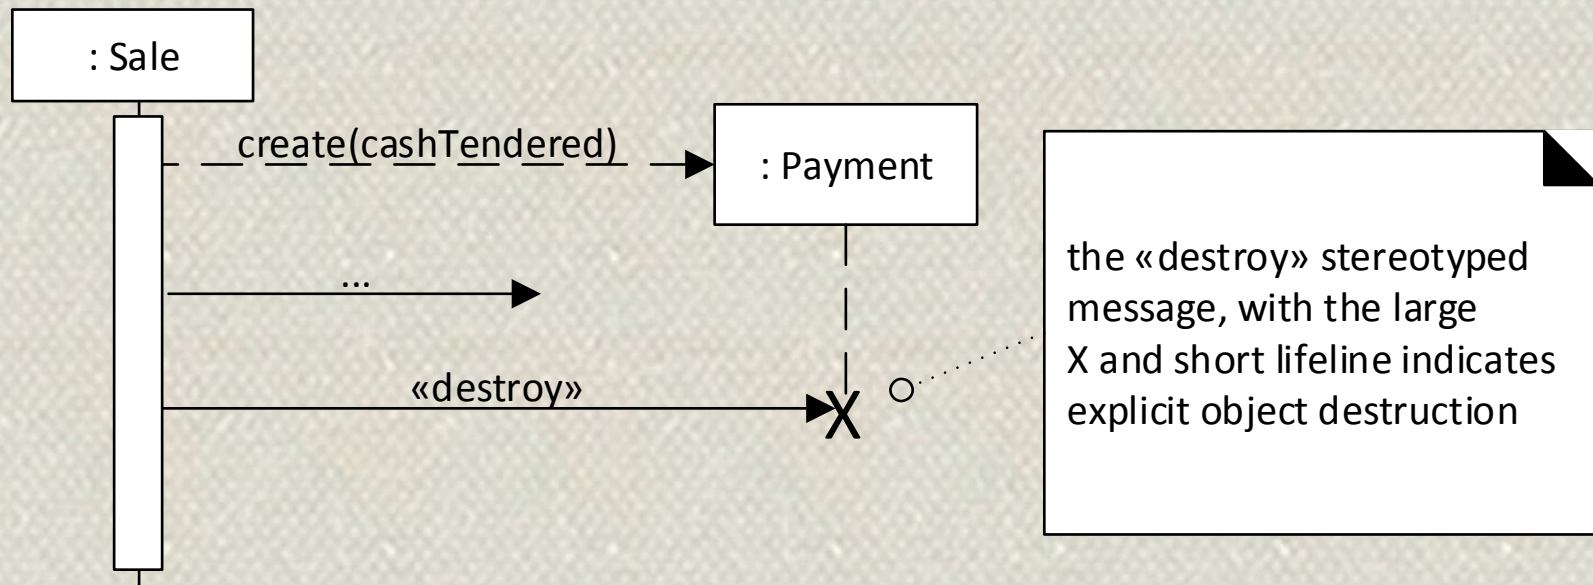 : Sale
create(cashTendered)
: Payment
...
«destroy»
X
the «destroy» stereotyped
message, with the large
X and short lifeline indicates
explicit object destruction